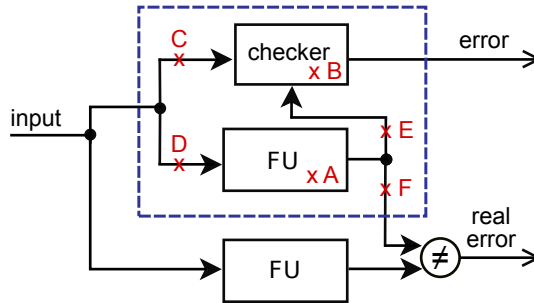 C
checker
x B
error
input
x E
D
FU
x A
x F
real
error
≠
FU